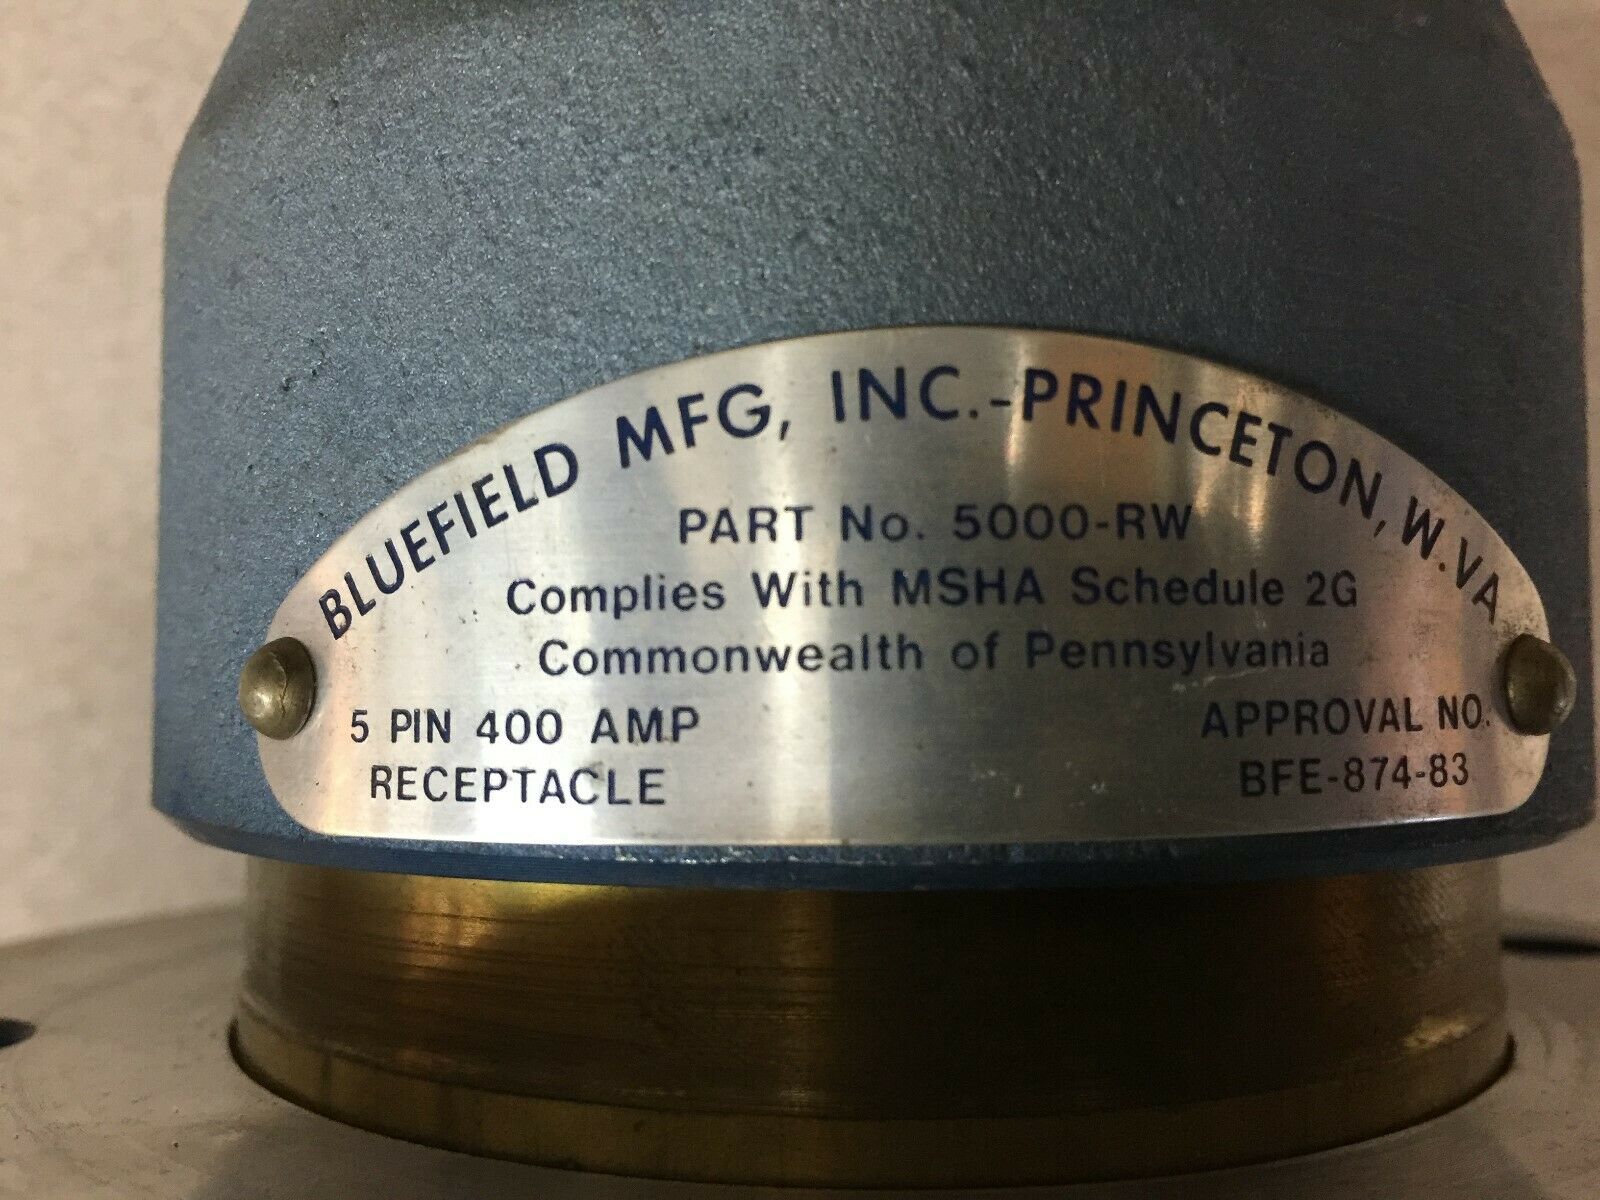 BLUEFIELD MFG, INC.-PRINCETON, W.VA
PART No. 5000-RW
Complies With MSHA Schedule 2G
Commonwealth of Pennsylvania
5 PIN 400 AMP
RECEPTACLE
APPROVAL NO.
BFE-874-83